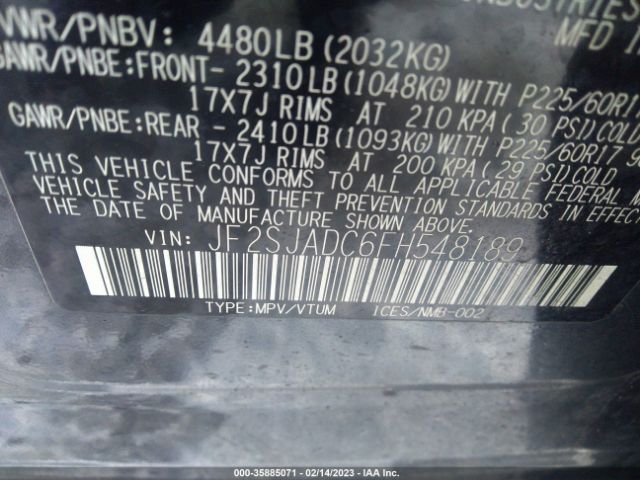 MFD
VWR/PNBV: 4480LB (2032KG)
GAWR/PNBE:FRONT- 2310LB(1048KG)WITH P225/60R17
17X7J RIMS AT 210 KPA (30 PSI)COLD
GAWR/PNBE:REAR - 2410LB(1093KG)WITH P225/60R17
17X7J RIMS AT 200 KPA (29 PSI)COLD
THIS VEHICLE CONFORMS TO ALL APPLICABLE FEDERAL
VEHICLE SAFETY AND THEFT PREVENTION STANDARDS IN EFFEC
THE DATE OF MANUFACTURE SHOWN ABOVE.
VIN: JF2SJADC6FH548189
TYPE:MPV/VTUM ICES/NMB-002
000-35885071 - 02/14/2023 - IAA Inc.